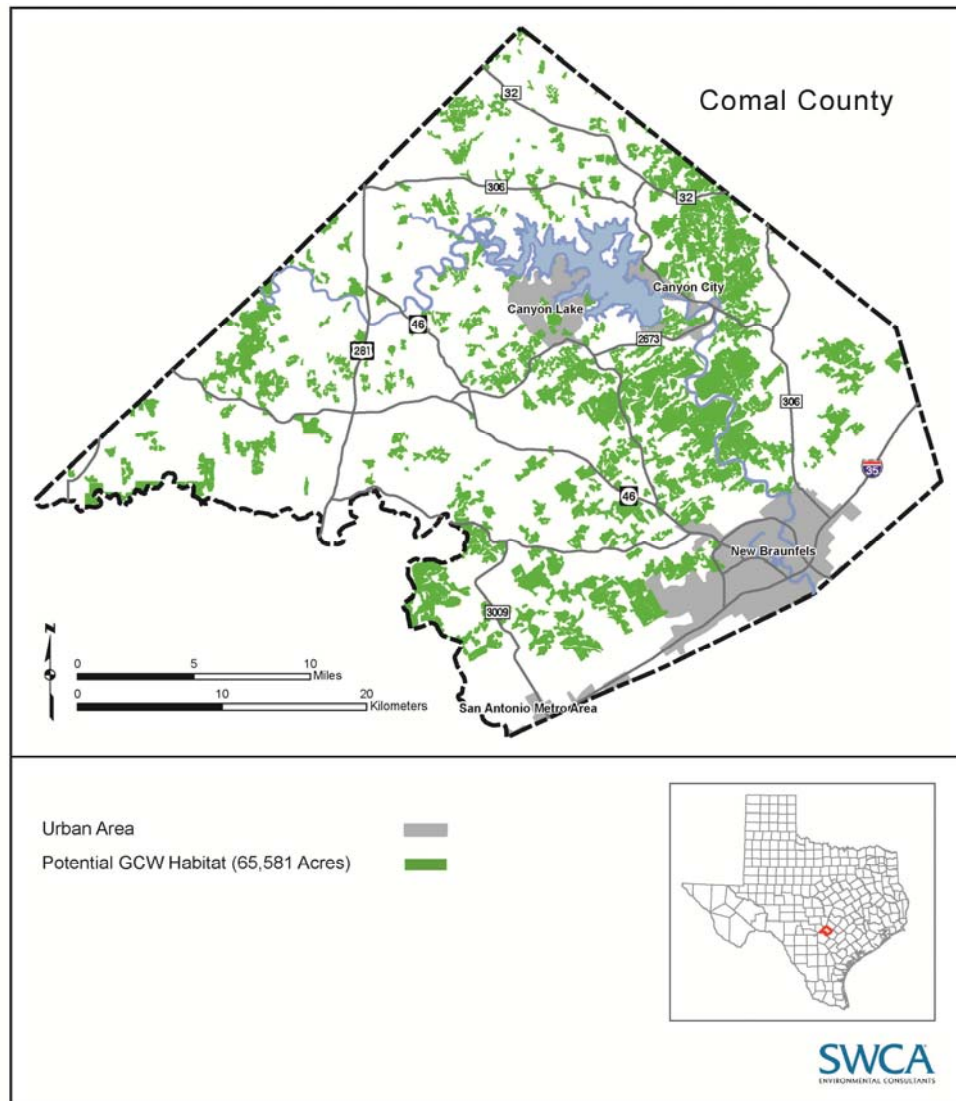 Comal County
32
306
32
Canyon City
Canyon Lake
46
2673
281
306
35
46
New Braunfels
3009
N
0 5 10
Miles
0 10 20
Kilometers
San Antonio Metro Area
Urban Area
Potential GCW Habitat (65,581 Acres)
SWCA
ENVIRONMENTAL CONSULTANTS